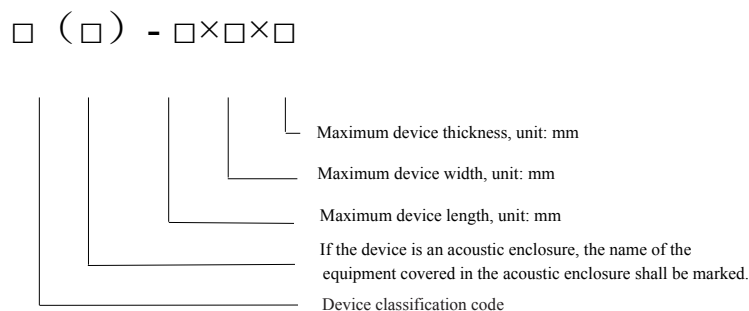 □（□）-□×□×□
Maximum device thickness, unit: mm
Maximum device width, unit: mm
Maximum device length, unit: mm
If the device is an acoustic enclosure, the name of the
equipment covered in the acoustic enclosure shall be marked.
Device classification code